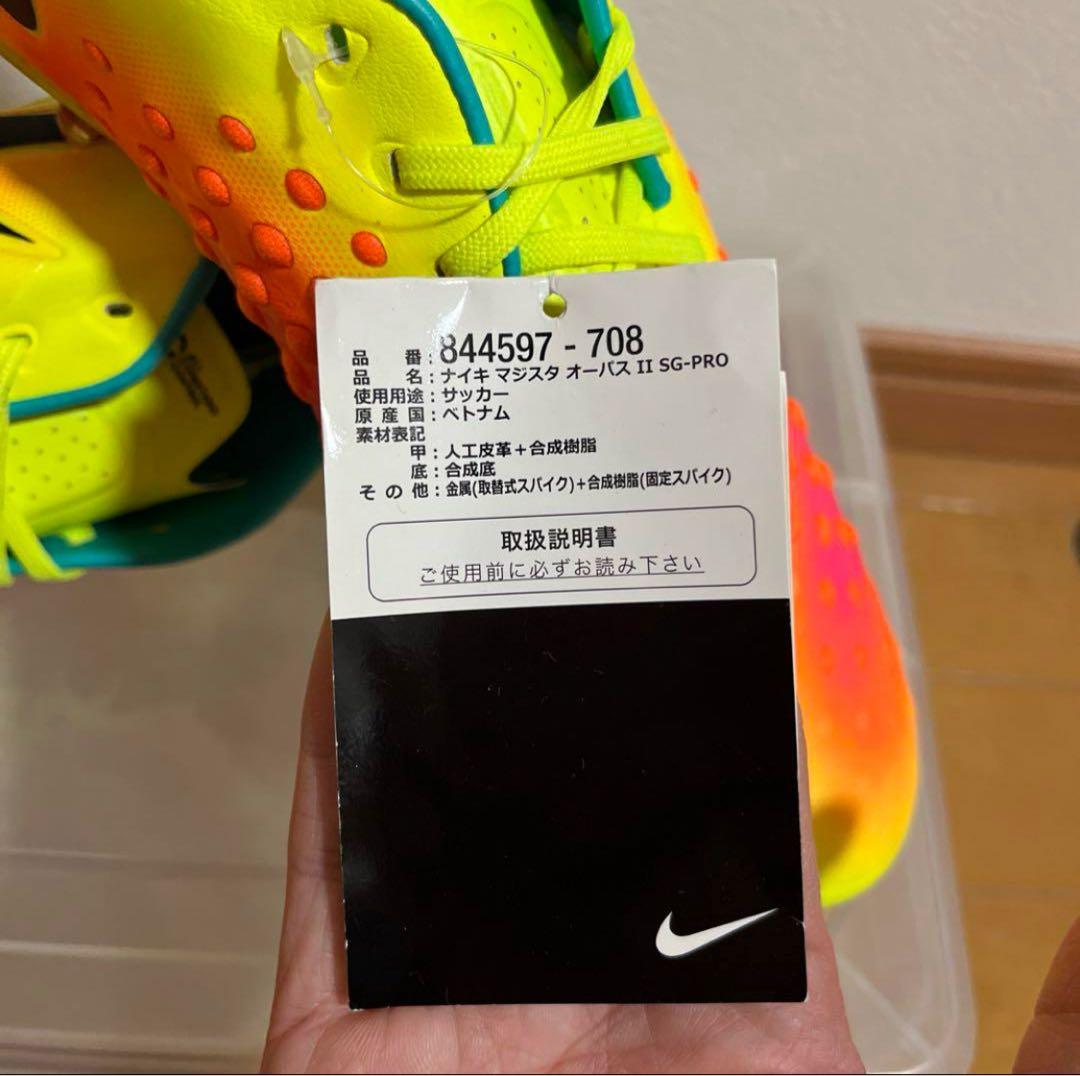 品 番：844597 - 708
品 名：ナイキ マジスタ オーパス II SG-PRO
使用用途：サッカー
原 産 国：ベトナム
素材表記
甲：人工皮革＋合成樹脂
底：合成底
そ の 他：金属(取替式スパイク)＋合成樹脂(固定スパイク)
取扱説明書
ご使用前に必ずお読み下さい